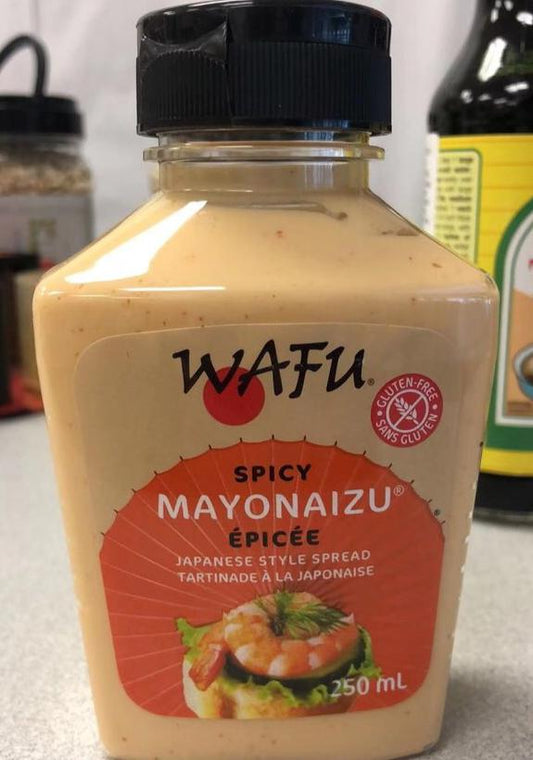 WAFU®
GLUTEN-FREE
SANS GLUTEN
SPICY
MAYONAIZU®
ÉPICÉE
JAPANESE STYLE SPREAD
TARTINADE À LA JAPONAISE
250 mL